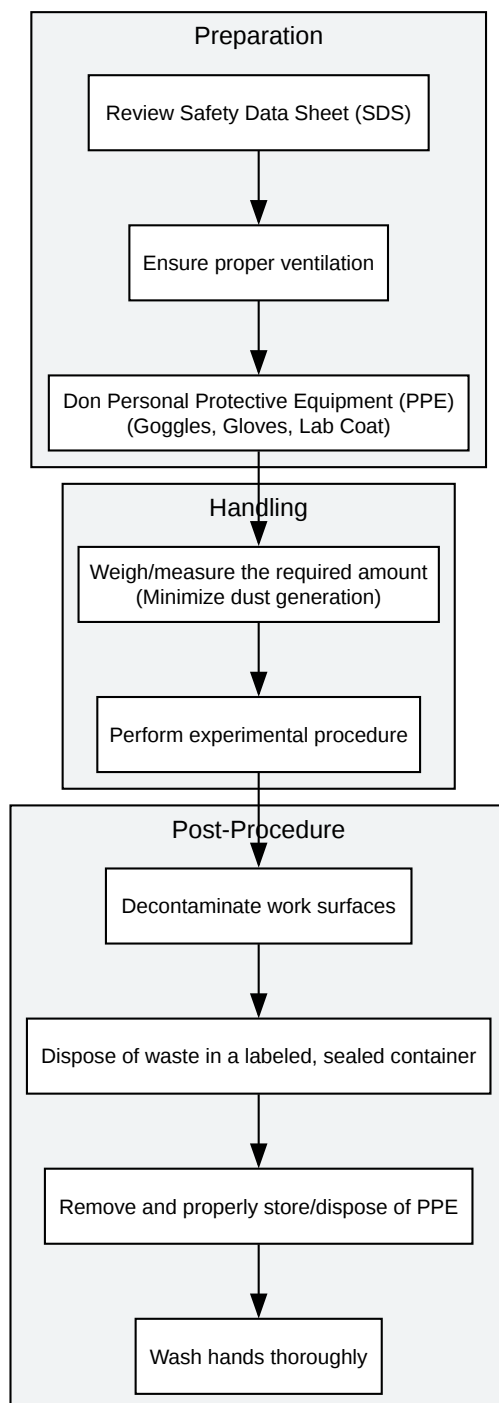 Preparation
Review Safety Data Sheet (SDS)
Ensure proper ventilation
Don Personal Protective Equipment (PPE)
(Goggles, Gloves, Lab Coat)
Handling
Weigh/measure the required amount
(Minimize dust generation)
Perform experimental procedure
Post-Procedure
Decontaminate work surfaces
Dispose of waste in a labeled, sealed container
Remove and properly store/dispose of PPE
Wash hands thoroughly